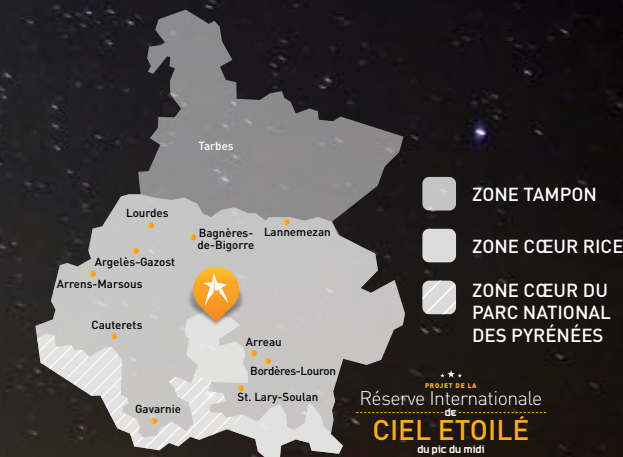 Tarbes
Lourdes
Bagnères-
de-Bigorre
Lannemezan
Argelès-Gazost
Arrens-Marsous
Cauterets
Arreau
Bordères-Louron
St. Lary-Soulan
Gavarnie
ZONE TAMPON
ZONE CŒUR RICE
ZONE CŒUR DU
PARC NATIONAL
DES PYRÉNÉES
PROJET DE LA
Réserve Internationale
DE
CIEL ETOILÉ
du pic du midi